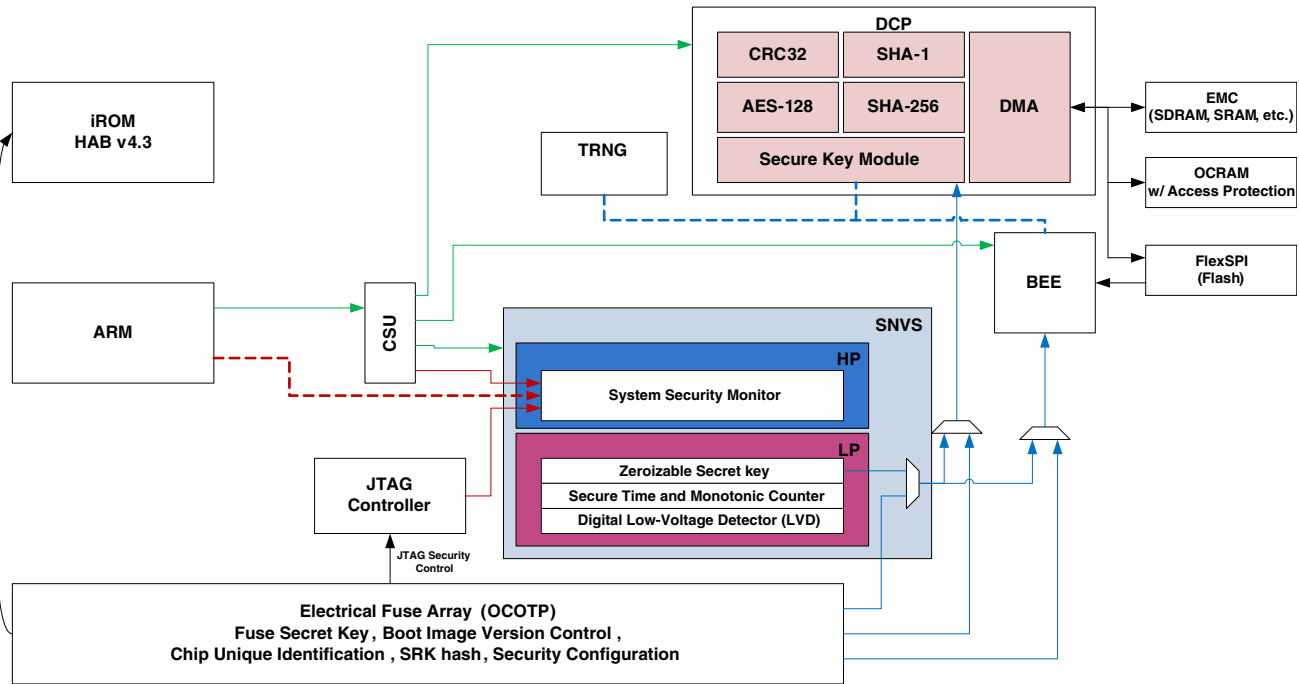 DCP
CRC32
SHA-1
AES-128
SHA-256
DMA
Secure Key Module
iROM
HAB v4.3
TRNG
EMC
(SDRAM, SRAM, etc.)
OCRAM
w/ Access Protection
FlexSPI
(Flash)
BEE
ARM
CSU
SNVS
HP
System Security Monitor
LP
Zeroizable Secret key
Secure Time and Monotonic Counter
Digital Low-Voltage Detector (LVD)
JTAG
Controller
JTAG Security
Control
Electrical Fuse Array (OCOTP)
Fuse Secret Key , Boot Image Version Control ,
Chip Unique Identification , SRK hash , Security Configuration